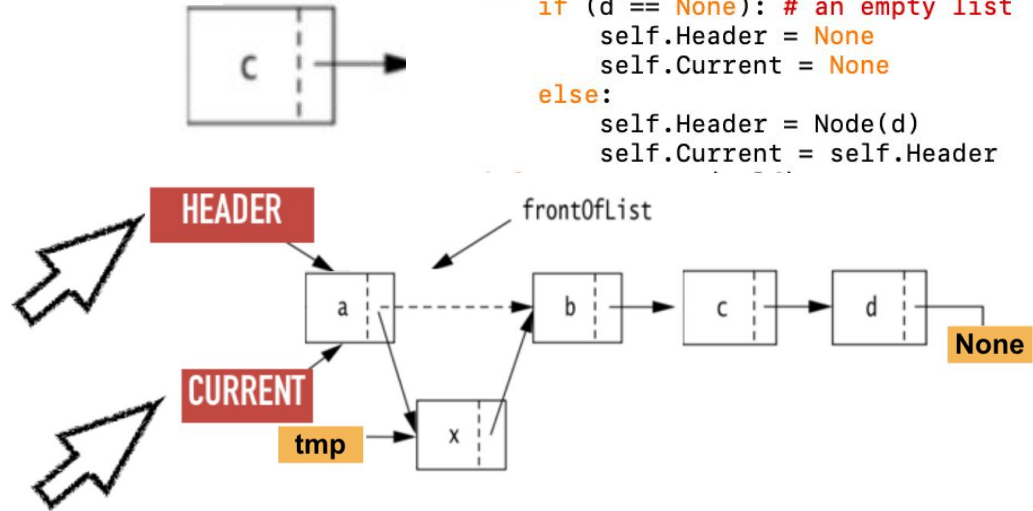 c
if (d == None): # an empty list
self.Header = None
self.Current = None
else:
self.Header = Node(d)
self.Current = self.Header
HEADER
frontOfList
a
b
c
d
None
CURRENT
tmp
x